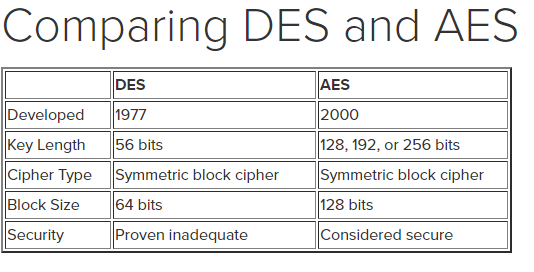 Comparing DES and AES
DES AES
Developed 1977 2000
Key Length 56 bits 128, 192, or 256 bits
Cipher Type Symmetric block cipher Symmetric block cipher
Block Size 64 bits 128 bits
Security Proven inadequate Considered secure